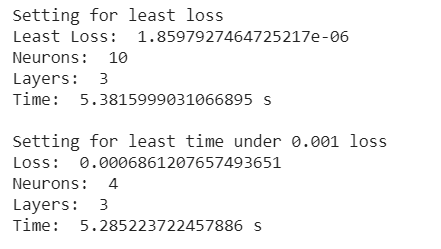 Setting for least loss
Least Loss:  1.8597927464725217e-06
Neurons:  10
Layers:  3
Time:  5.3815999031066895 s

Setting for least time under 0.001 loss
Loss:  0.0006861207657493651
Neurons:  4
Layers:  3
Time:  5.285223722457886 s